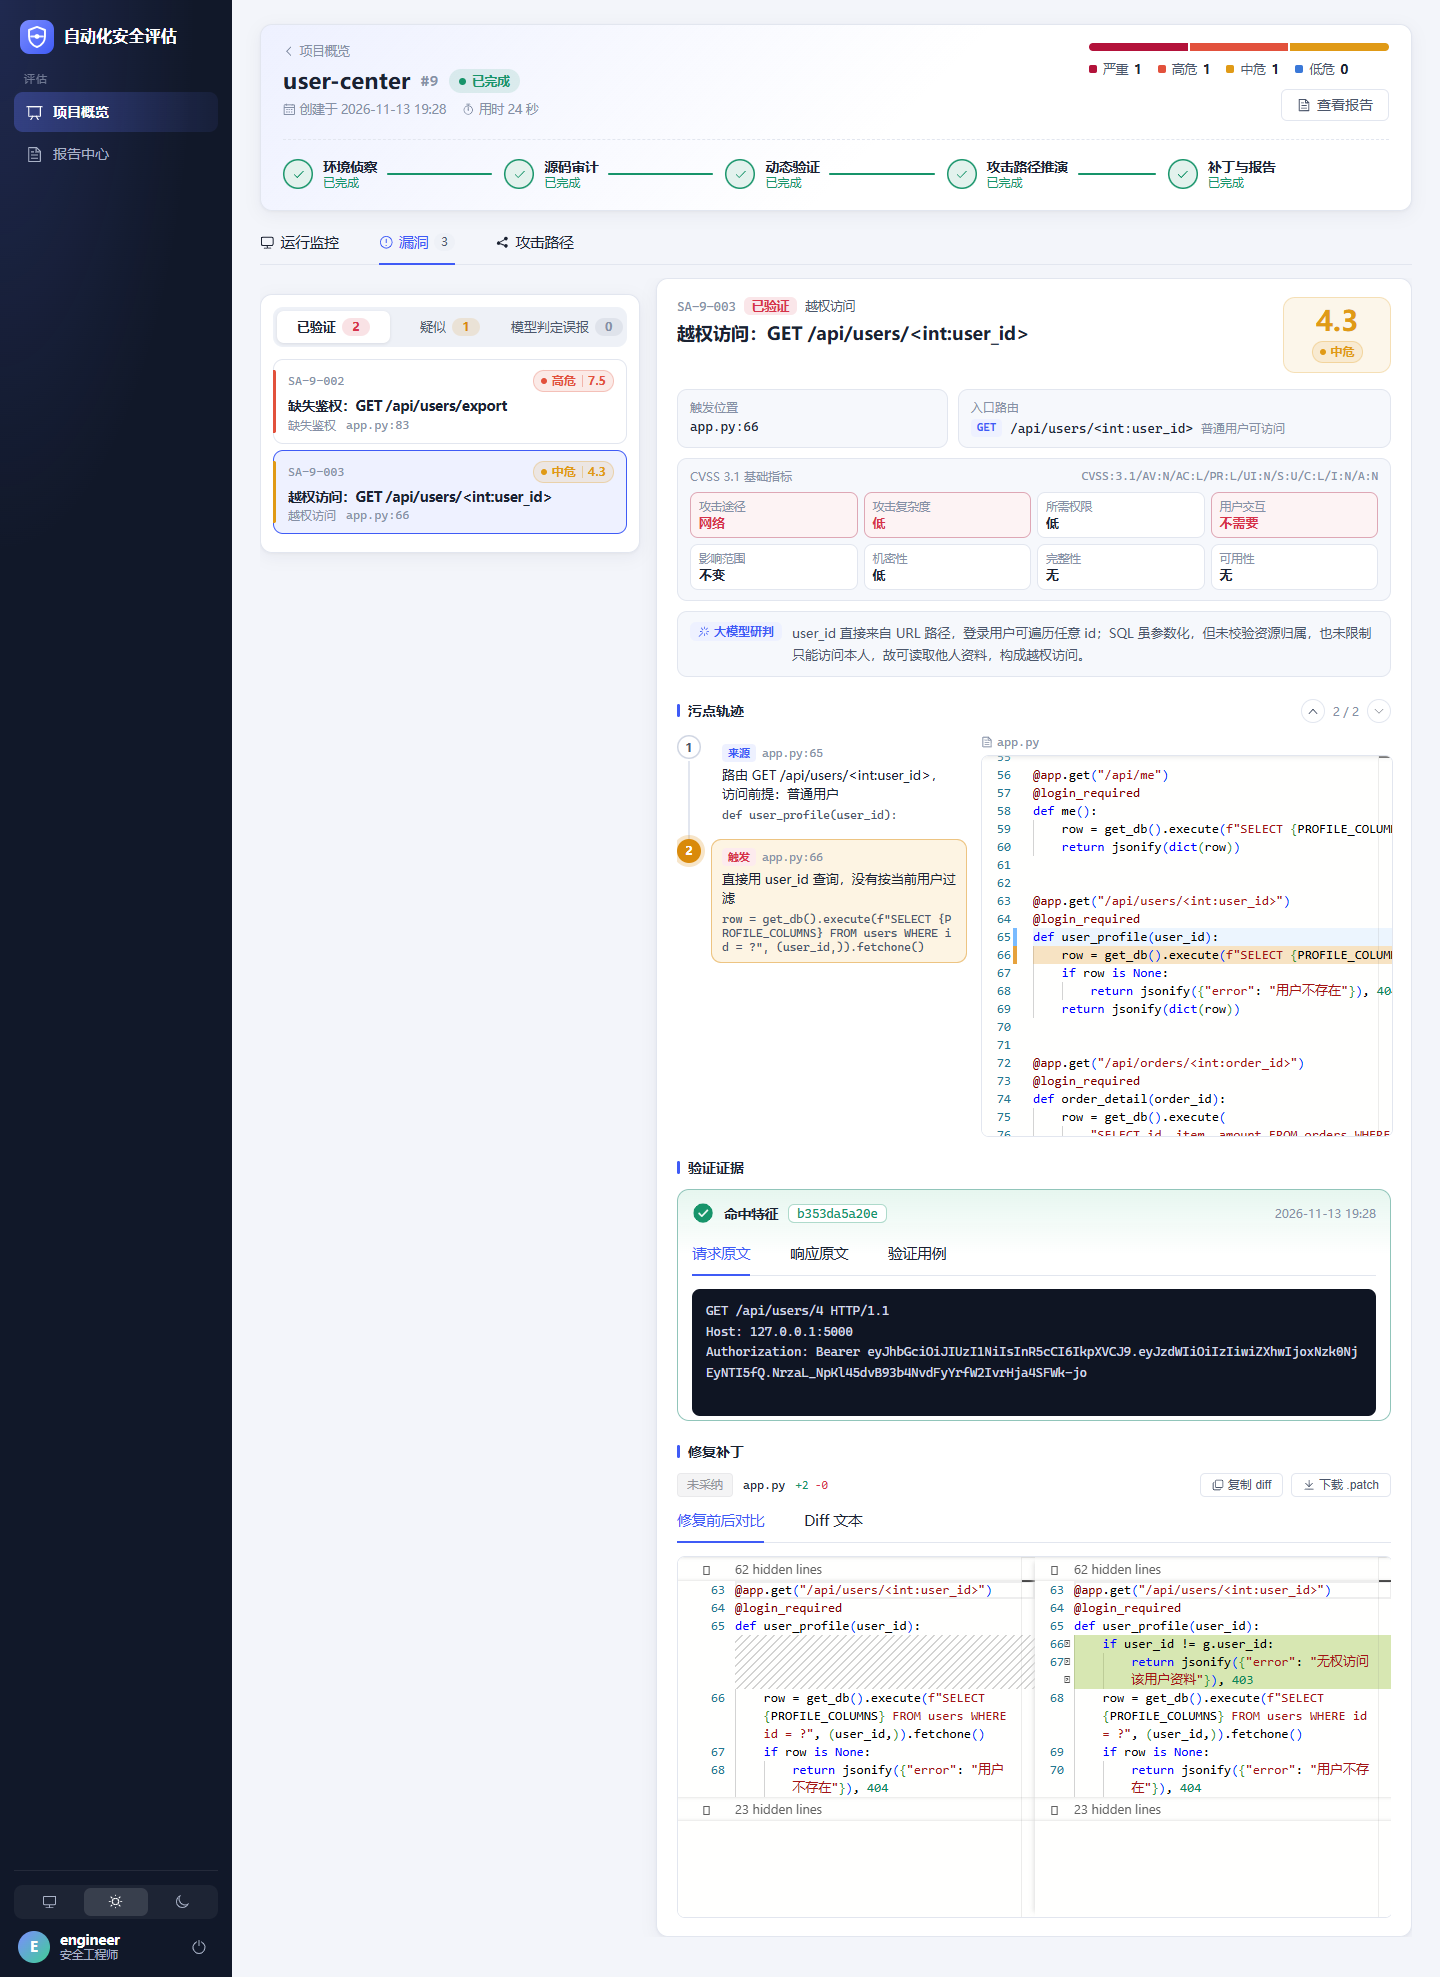 自动化安全评估
评估
项目概览
报告中心
项目概览
user-center #9 已完成
创建于 2026-11-13 19:28 用时 24 秒
严重 1 高危 1 中危 1 低危 0
查看报告
环境侦察
已完成
源码审计
已完成
动态验证
已完成
攻击路径推演
已完成
补丁与报告
已完成
运行监控 漏洞 3 攻击路径
已验证 2 疑似 1 模型判定误报 0
SA-9-002 高危 7.5
缺失鉴权：GET /api/users/export
缺失鉴权 app.py:83
SA-9-003 中危 4.3
越权访问：GET /api/users/<int:user_id>
越权访问 app.py:66
SA-9-003 已验证 越权访问
越权访问：GET /api/users/<int:user_id>
4.3
中危
触发位置
app.py:66
入口路由
GET /api/users/<int:user_id> 普通用户可访问
CVSS 3.1 基础指标 CVSS:3.1/AV:N/AC:L/PR:L/UI:N/S:U/C:L/I:N/A:N
攻击途径
网络
攻击复杂度
低
所需权限
低
用户交互
不需要
影响范围
不变
机密性
低
完整性
无
可用性
无
大模型研判
user_id 直接来自 URL 路径，登录用户可遍历任意 id；SQL 虽参数化，但未校验资源归属，也未限制
只能访问本人，故可读取他人资料，构成越权访问。
污点轨迹
2 / 2
1
来源 app.py:65
路由 GET /api/users/<int:user_id>，
访问前提：普通用户
def user_profile(user_id):
2
触发 app.py:66
直接用 user_id 查询，没有按当前用户过
滤
row = get_db().execute(f"SELECT {P
ROFILE_COLUMNS} FROM users WHERE i
d = ?", (user_id,)).fetchone()
app.py
55
56 @app.get("/api/me")
57 @login_required
58 def me():
59 row = get_db().execute(f"SELECT {PROFILE_COLUM
60 return jsonify(dict(row))
61
62
63 @app.get("/api/users/<int:user_id>")
64 @login_required
65 def user_profile(user_id):
66 row = get_db().execute(f"SELECT {PROFILE_COLUM
67 if row is None:
68 return jsonify({"error": "用户不存在"}), 40
69 return jsonify(dict(row))
70
71
72 @app.get("/api/orders/<int:order_id>")
73 @login_required
74 def order_detail(order_id):
75 row = get_db().execute(
76 "SELECT id, item, amount FROM orders WHERE
验证证据
命中特征 b353da5a20e 2026-11-13 19:28
请求原文 响应原文 验证用例
GET /api/users/4 HTTP/1.1
Host: 127.0.0.1:5000
Authorization: Bearer eyJhbGciOiJIUzI1NiIsInR5cCI6IkpXVCJ9.eyJzdWIiOiIzIiwiZXhwIjoxNzk0Nj
EyNTI5fQ.NrzaL_NpKl45dvB93b4NvdFyYrfW2IvrHja4SFWk-jo
修复补丁
未采纳 app.py +2 -0
复制 diff 下载 .patch
修复前后对比 Diff 文本
62 hidden lines
63 @app.get("/api/users/<int:user_id>")
64 @login_required
65 def user_profile(user_id):
66 row = get_db().execute(f"SELECT
{PROFILE_COLUMNS} FROM users WHERE
id = ?", (user_id,)).fetchone()
67 if row is None:
68 return jsonify({"error": "用户
不存在"}), 404
23 hidden lines
62 hidden lines
63 @app.get("/api/users/<int:user_id>")
64 @login_required
65 def user_profile(user_id):
66 if user_id != g.user_id:
67 return jsonify({"error": "无权访问
该用户资料"}), 403
68 row = get_db().execute(f"SELECT
{PROFILE_COLUMNS} FROM users WHERE id
= ?", (user_id,)).fetchone()
69 if row is None:
70 return jsonify({"error": "用户不存
在"}), 404
23 hidden lines
E
engineer
安全工程师